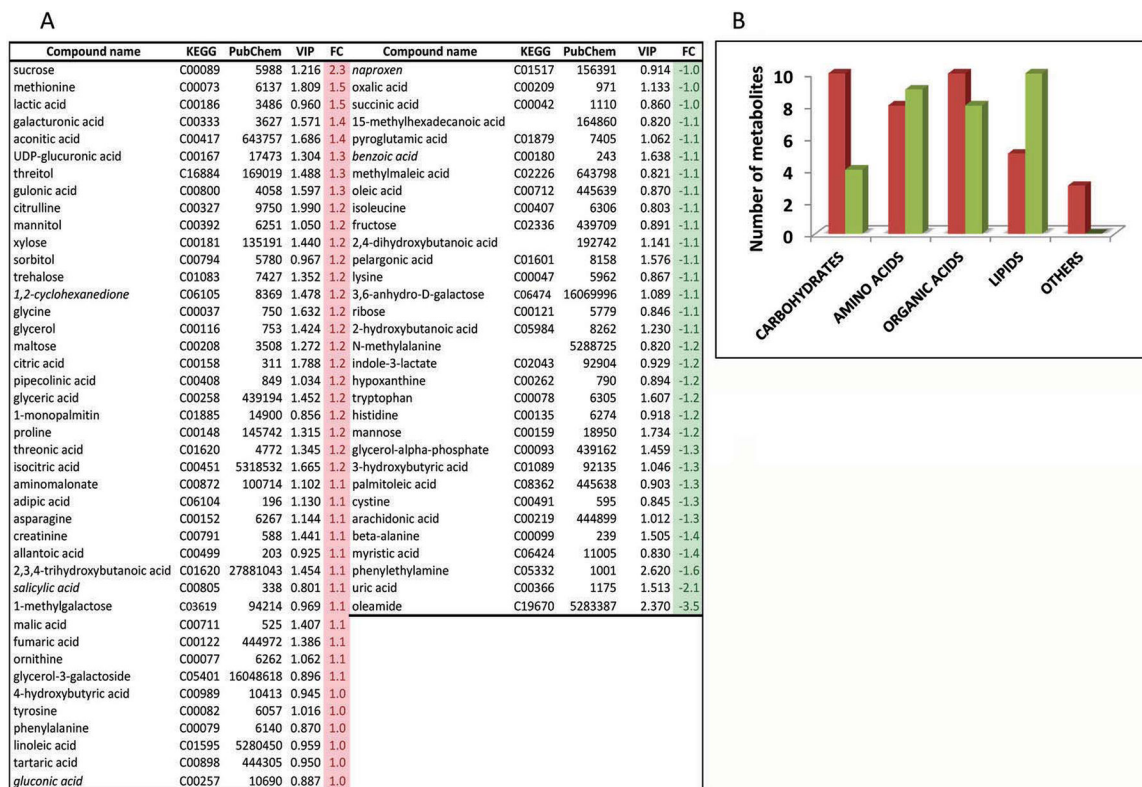 A
Compound name KEGG PubChem VIP FC Compound name KEGG PubChem VIP FC
sucrose C00089 5988 1.216 2.3 naproxen C01517 156391 0.914 -1.0
methionine C00073 6137 1.809 1.5 oxalic acid C00209 971 1.133 -1.0
lactic acid C00186 3486 0.960 1.5 succinic acid C00042 1110 0.860 -1.0
galacturonic acid C00333 3627 1.571 1.4 15-methylhexadecanoic acid 164860 0.820 -1.1
aconitic acid C00417 643757 1.686 1.4 pyroglutamic acid C01879 7405 1.062 -1.1
UDP-glucuronic acid C00167 17473 1.304 1.3 benzoic acid C00180 243 1.638 -1.1
threitol C16884 169019 1.488 1.3 methylmaleic acid C02226 643798 0.821 -1.1
gulonic acid C00800 4058 1.597 1.3 oleic acid C00712 445639 0.870 -1.1
citrulline C00327 9750 1.990 1.2 isoleucine C00407 6306 0.803 -1.1
mannitol C00392 6251 1.050 1.2 fructose C02336 439709 0.891 -1.1
xylose C00181 135191 1.440 1.2 2,4-dihydroxybutanoic acid 192742 1.141 -1.1
sorbitol C00794 5780 0.967 1.2 pelargonic acid C01601 8158 1.576 -1.1
trehalose C01083 7427 1.352 1.2 lysine C00047 5962 0.867 -1.1
1,2-cyclohexanedione C06105 8369 1.478 1.2 3,6-anhydro-D-galactose C06474 16069996 1.089 -1.1
glycine C00037 750 1.632 1.2 ribose C00121 5779 0.846 -1.1
glycerol C00116 753 1.424 1.2 2-hydroxybutanoic acid C05984 8262 1.230 -1.1
maltose C00208 3508 1.272 1.2 N-methylalanine 5288725 0.820 -1.2
citric acid C00158 311 1.788 1.2 indole-3-lactate C02043 92904 0.929 -1.2
pipecolinic acid C00408 849 1.034 1.2 hypoxanthine C00262 790 0.894 -1.2
glyceric acid C00258 439194 1.452 1.2 tryptophan C00078 6305 1.607 -1.2
1-monopalmitin C01885 14900 0.856 1.2 histidine C00135 6274 0.918 -1.2
proline C00148 145742 1.315 1.2 mannose C00159 18950 1.734 -1.2
threonic acid C01620 4772 1.345 1.2 glycerol-alpha-phosphate C00093 439162 1.459 -1.3
isocitric acid C00451 5318532 1.665 1.2 3-hydroxybutyric acid C01089 92135 1.046 -1.3
aminomalonate C00872 100714 1.102 1.1 palmitoleic acid C08362 445638 0.903 -1.3
adipic acid C06104 196 1.130 1.1 cystine C00491 595 0.845 -1.3
asparagine C00152 6267 1.144 1.1 arachidonic acid C00219 444899 1.012 -1.3
creatinine C00791 588 1.441 1.1 beta-alanine C00099 239 1.505 -1.4
allantoic acid C00499 203 0.925 1.1 myristic acid C06424 11005 0.830 -1.4
2,3,4-trihydroxybutanoic acid C01620 27881043 1.454 1.1 phenylethylamine C05332 1001 2.620 -1.6
salicylic acid C00805 338 0.801 1.1 uric acid C00366 1175 1.513 -2.1
1-methylgalactose C03619 94214 0.969 1.1 oleamide C19670 5283387 2.370 -3.5
malic acid C00711 525 1.407 1.1
fumaric acid C00122 444972 1.386 1.1
ornithine C00077 6262 1.062 1.1
glycerol-3-galactoside C05401 16048618 0.896 1.1
4-hydroxybutyric acid C00989 10413 0.945 1.0
tyrosine C00082 6057 1.016 1.0
phenylalanine C00079 6140 0.870 1.0
linoleic acid C01595 5280450 0.959 1.0
tartaric acid C00898 444305 0.950 1.0
gluconic acid C00257 10690 0.887 1.0
B
Number of metabolites
10
8
6
4
2
0
CARBOHYDRATES
AMINO ACIDS
ORGANIC ACIDS
LIPIDS
OTHERS